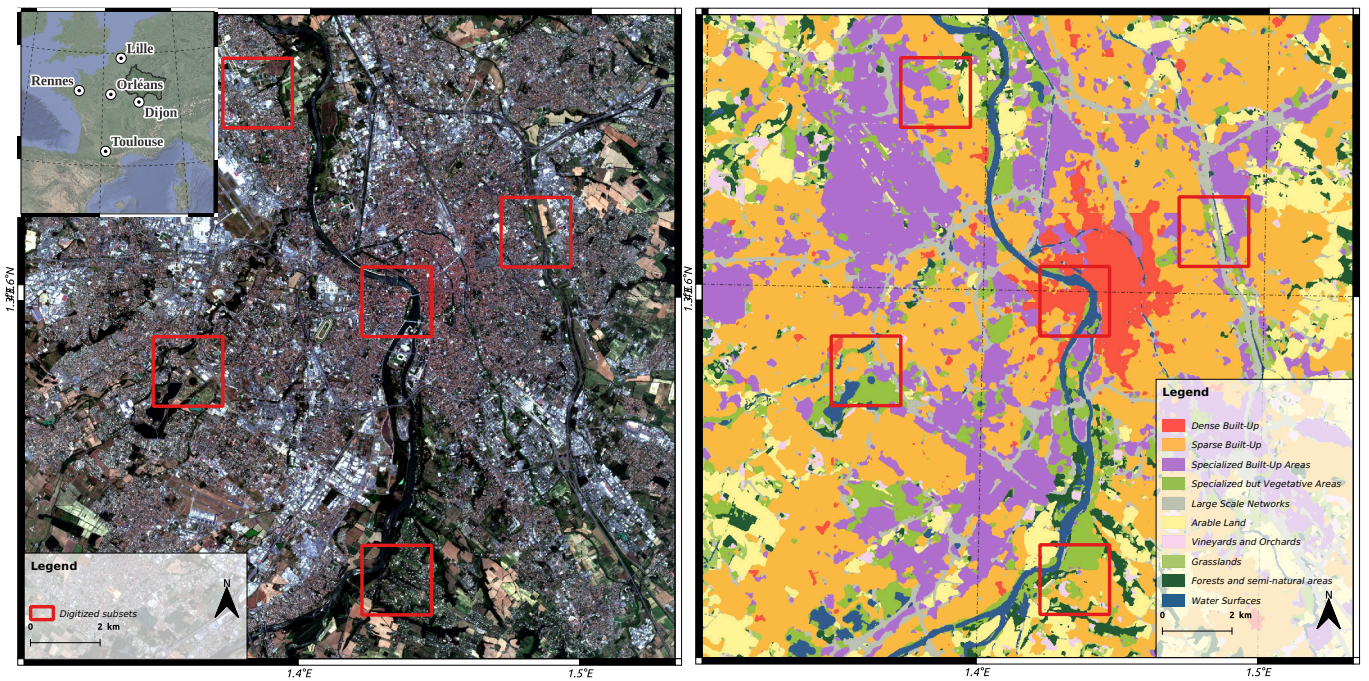 Lille
Rennes
Orléans
Dijon
Toulouse
Legend
Digitized subsets
0
2 km
N
1.4°E
1.5°E
Legend
Dense Built-Up
Sparse Built-Up
Specialized Built-Up Areas
Specialized but Vegetative Areas
Large Scale Networks
Arable Land
Vineyards and Orchards
Grasslands
Forests and semi-natural areas
Water Surfaces
0
2 km
N
1.4°E
1.5°E